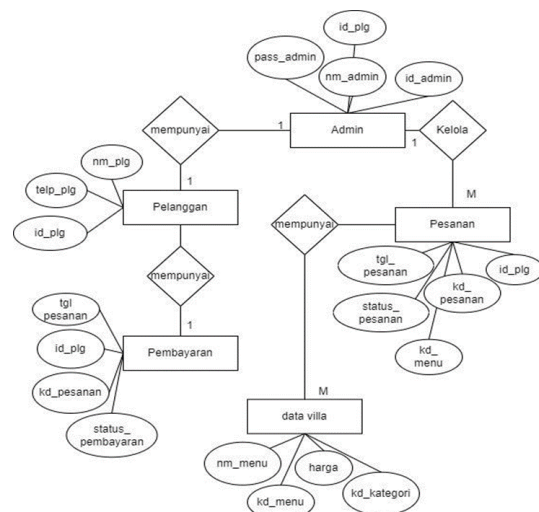 id_plg
pass_admin
nm_admin
id_admin
mempunyai
1
Admin
1
Kelola
nm_plg
telp_plg
id_plg
1
Pelanggan
mempunyai
M
Pesanan
mempunyai
tgl_
pesanan
id_plg
kd_
pesanan
status_
pesanan
kd_
menu
tgl
pesanan
id_plg
kd_pesanan
status_
pembayaran
1
Pembayaran
M
data villa
nm_menu
harga
kd_menu
kd_kategori